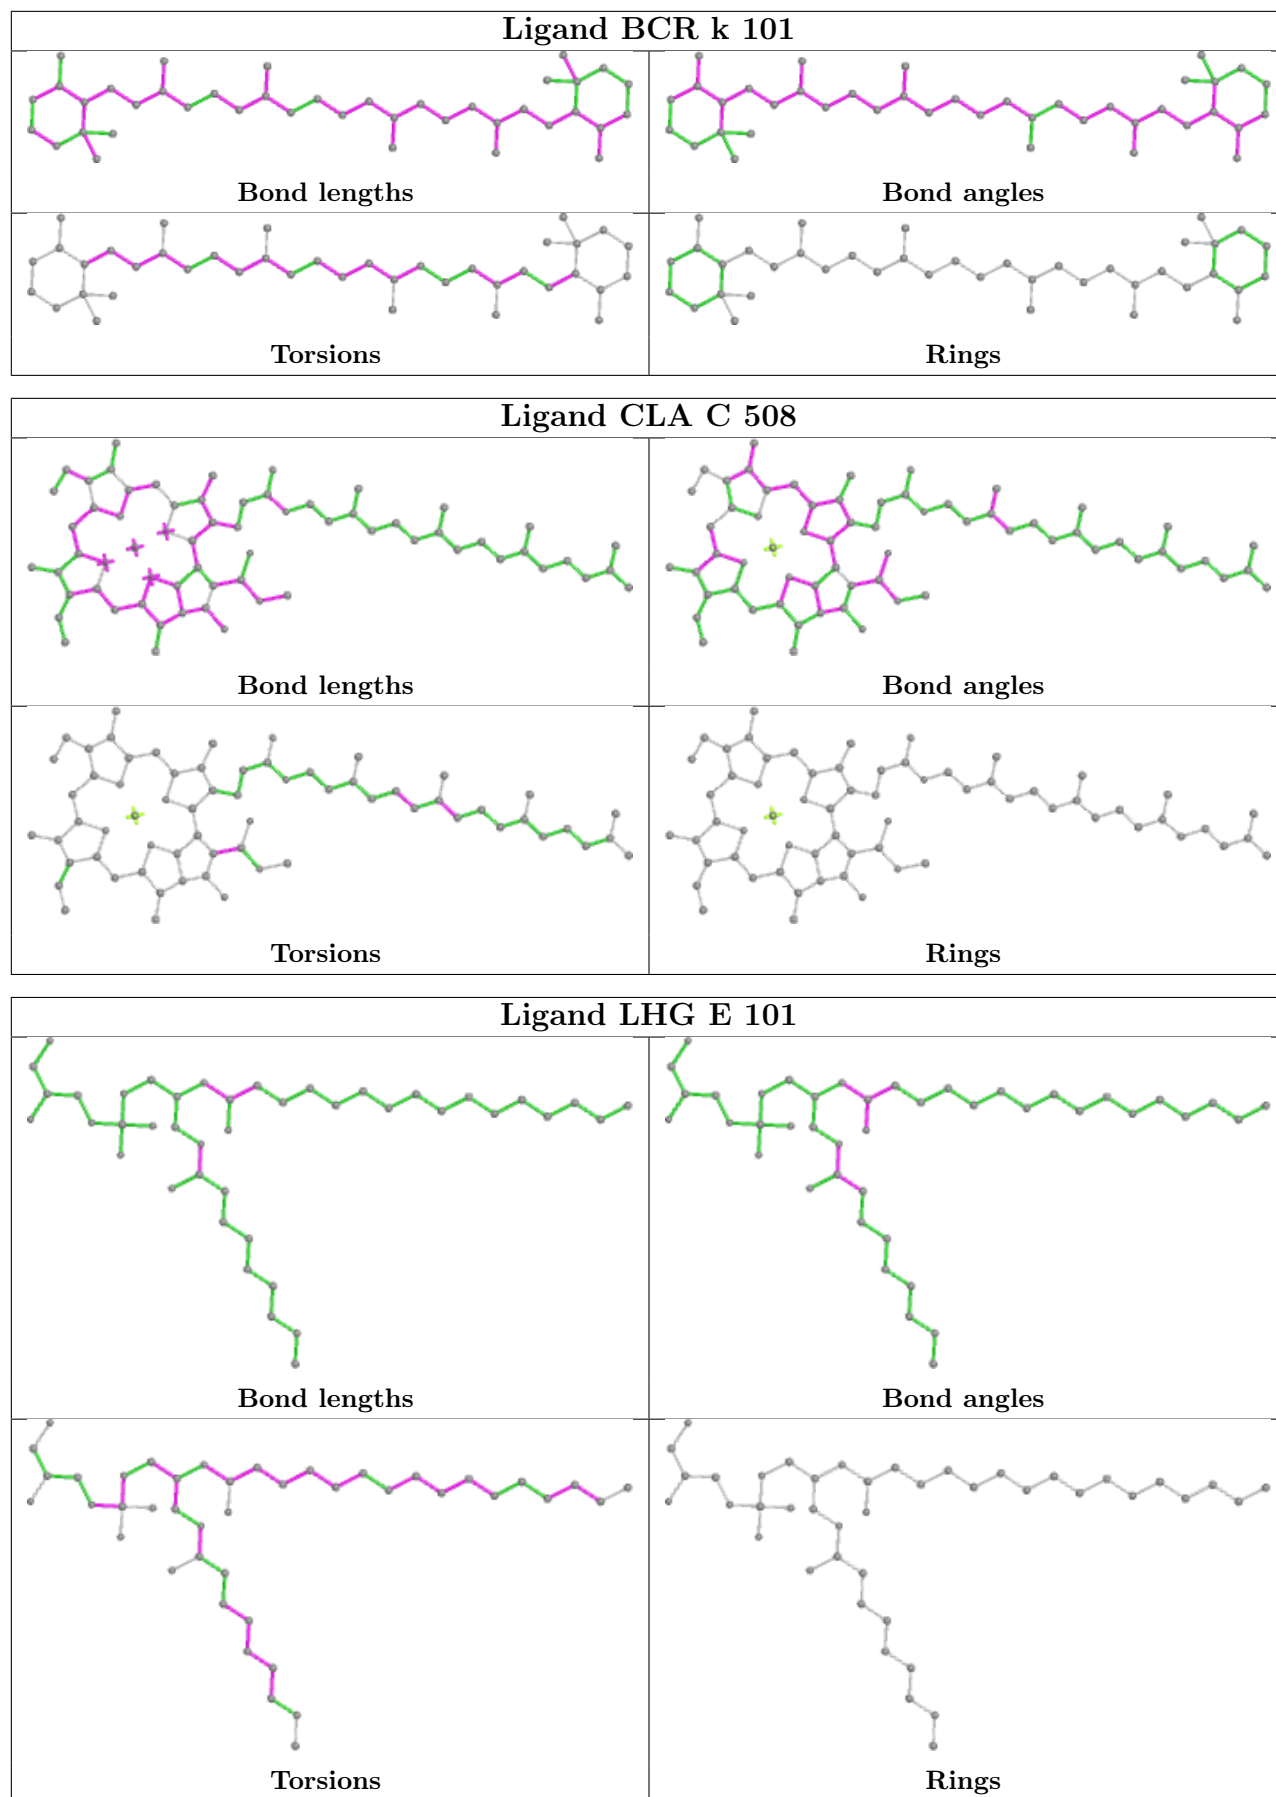 Ligand BCR k 101
Bond lengths
Bond angles
Torsions
Rings
Ligand CLA C 508
Bond lengths
Bond angles
Torsions
Rings
Ligand LHG E 101
Bond lengths
Bond angles
Torsions
Rings